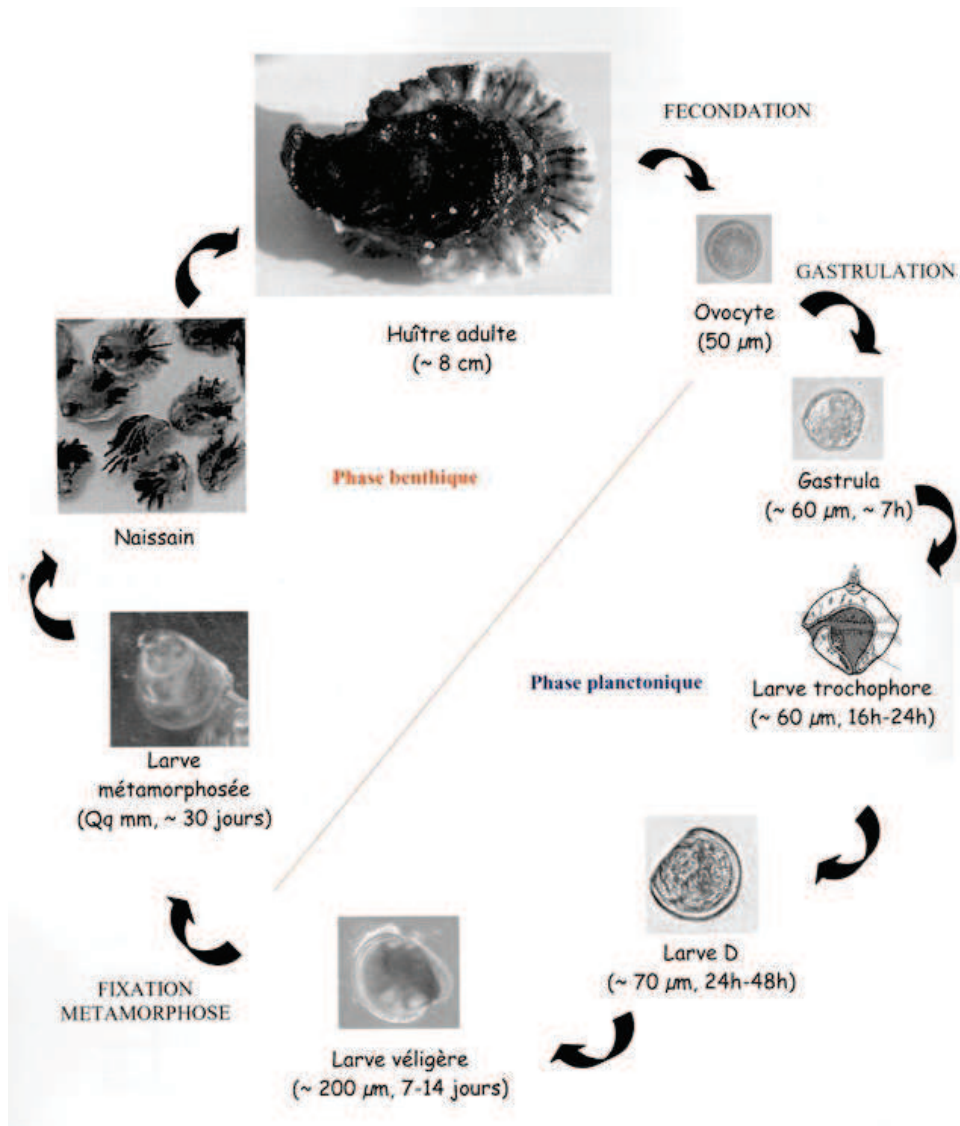 FECONDATION
GASTRULATION
Ovocyte
(50 µm)
Huître adulte
(~ 8 cm)
Gastrula
(~ 60 µm, ~ 7h)
Phase benthique
Naissain
Phase planctonique
Larve trochophore
(~ 60 µm, 16h-24h)
Larve
métamorphosée
(Qq mm, ~ 30 jours)
Larve D
(~ 70 µm, 24h-48h)
FIXATION
METAMORPHOSE
Larve véligère
(~ 200 µm, 7-14 jours)